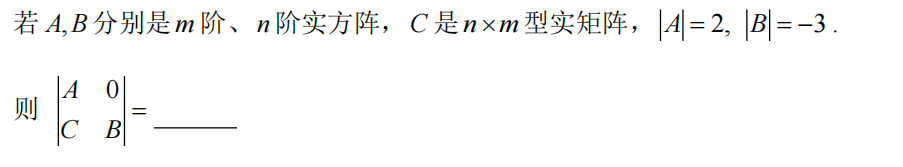 若 A,B 分别是 m 阶、n 阶实方阵，C 是 n×m 型实矩阵，|A|= 2, |B|= −3 .
则 |A 0|
|C B| = ______